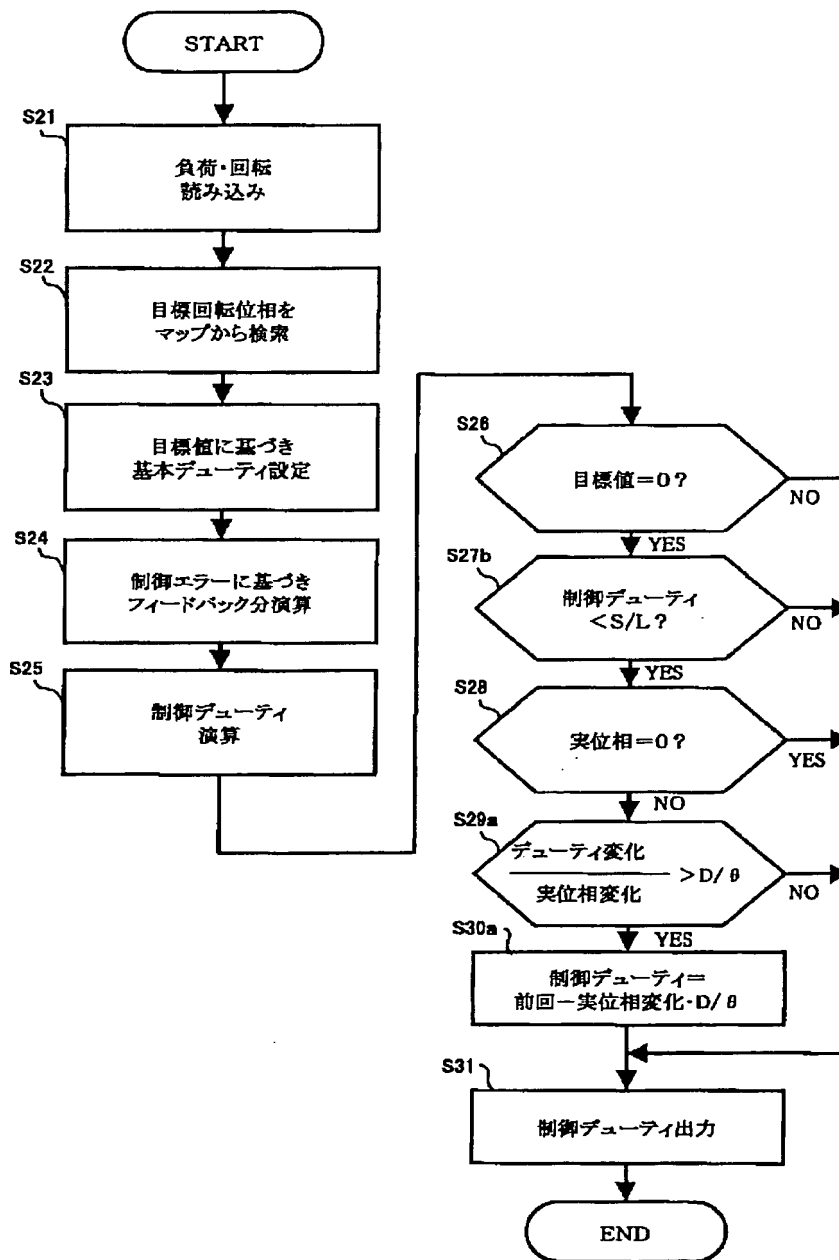 START
S21
負荷・回転
読み込み
S22
目標回転位相を
マップから検索
S23
目標値に基づき
基本デューティ設定
S24
制御エラーに基づき
フィードバック分演算
S25
制御デューティ
演算
S26
目標値=0?
NO
YES
S27b
制御デューティ
<S/L?
NO
YES
S28
実位相=0?
YES
NO
S29a
デューティ変化
実位相変化
>D/θ
NO
YES
S30a
制御デューティ=
前回-実位相変化・D/θ
S31
制御デューティ出力
END